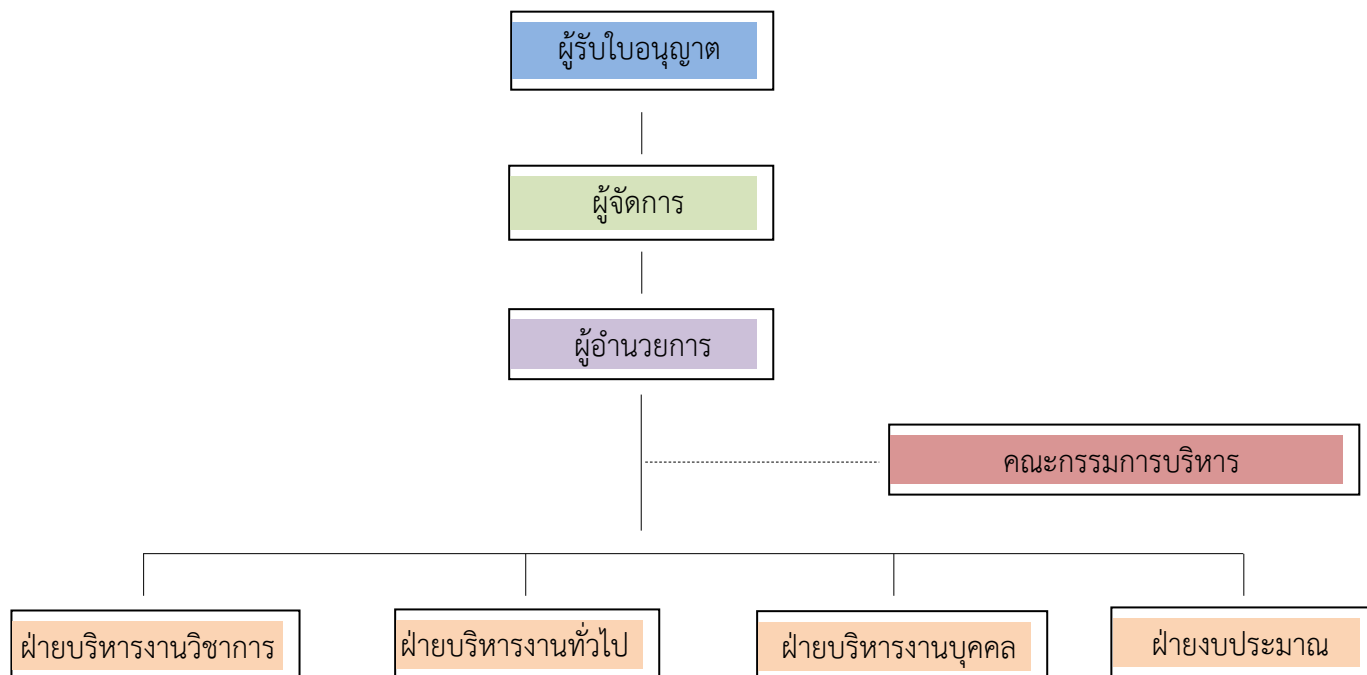 ผู้รับใบอนุญาต
ผู้จัดการ
ผู้อำนวยการ
คณะกรรมการบริหาร
ฝ่ายบริหารงานวิชาการ
ฝ่ายบริหารงานทั่วไป
ฝ่ายบริหารงานบุคคล
ฝ่ายงบประมาณ